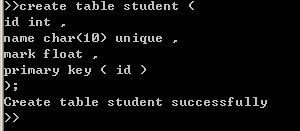 >>create table student (
id int ,
name char(10) unique ,
mark float ,
primary key ( id )
);
Create table student successfully
>>